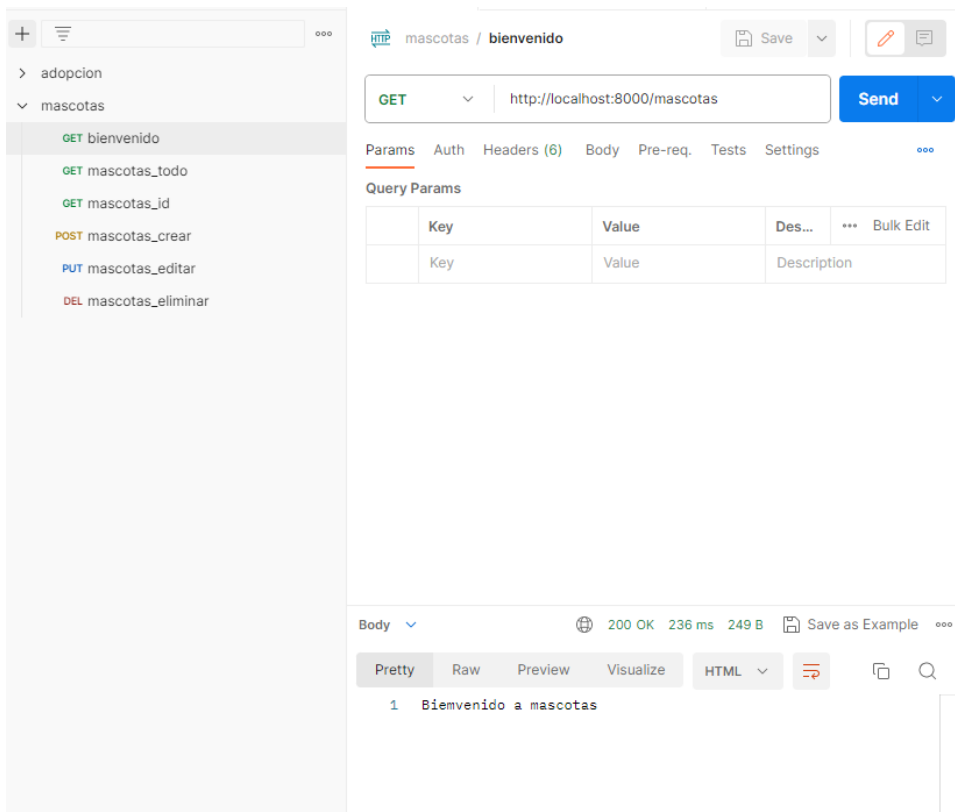 adopcion
mascotas
GET bienvenido
GET mascotas_todo
GET mascotas_id
POST mascotas_crear
PUT mascotas_editar
DEL mascotas_eliminar
HTTP mascotas / bienvenido Save
GET http://localhost:8000/mascotas Send
Params Auth Headers (6) Body Pre-req. Tests Settings
Query Params
Key Value Des... Bulk Edit
Key Value Description
Body 200 OK 236 ms 249 B Save as Example
Pretty Raw Preview Visualize HTML
1 Biemvenido a mascotas